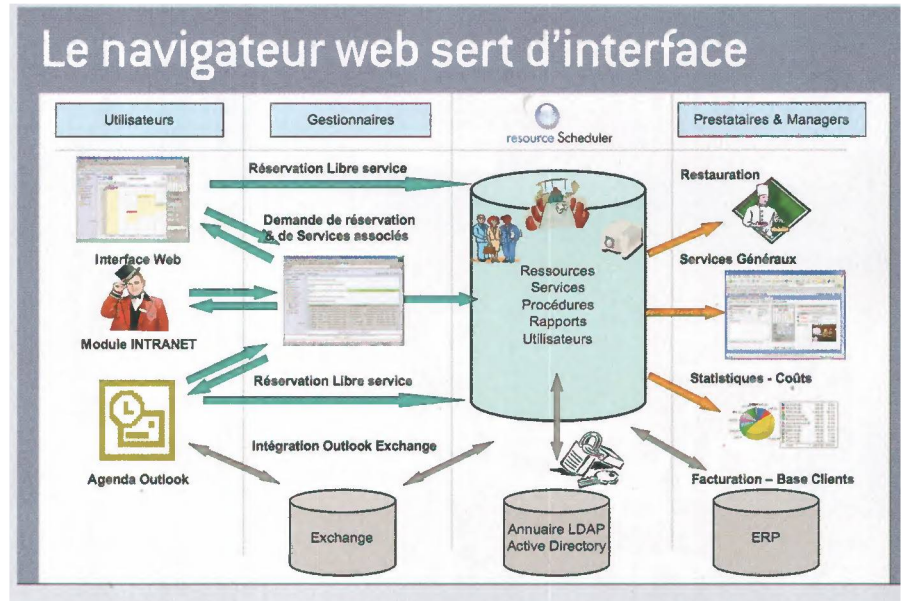 Le navigateur web sert d'interface
Utilisateurs
Gestionnaires
resource Scheduler
Prestataires & Managers
Réservation Libre service
Restauration
Demande de réservation
& de Services associés
Interface Web
Services Généraux
Ressources
Services
Procédures
Rapports
Utilisateurs
Module INTRANET
Réservation Libre service
Statistiques - Coûts
Intégration Outlook Exchange
Agenda Outlook
Facturation – Base Clients
Exchange
Annuaire LDAP
Active Directory
ERP